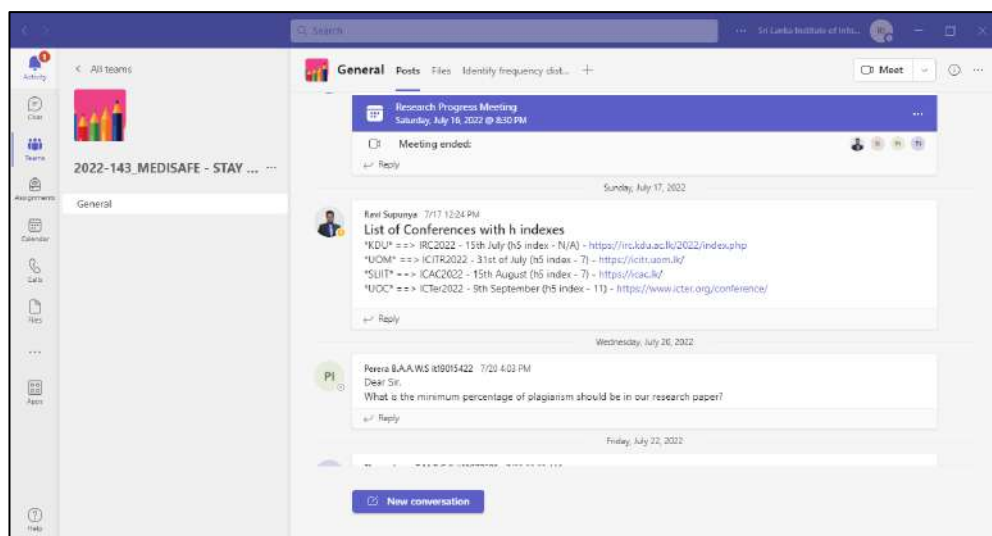 Search
Sri Lanka Institute of Info...
Activity
Chat
Teams
Assignments
Calendar
Calls
Files
...
Apps
Help
< All teams
2022-143_MEDISAFE - STAY ... ...
General
General Posts Files Identify frequency dist... +
Meet
Research Progress Meeting
Saturday, July 16, 2022 @ 8:30 PM
Meeting ended:
Reply
Sunday, July 17, 2022
Ravi Supunya 7/17 12:24 PM
List of Conferences with h indexes
*KDU* ==> IRC2022 - 15th July (h5 index - N/A) - https://irc.kdu.ac.lk/2022/index.php
*UOM* ==> ICITR2022 - 31st of July (h5 index - 7) - https://icitr.uom.lk/
*SLIIT* ==> ICAC2022 - 15th August (h5 index - 7) - https://icac.lk/
*UOC* ==> ICTer2022 - 9th September (h5 index - 11) - https://www.icter.org/conference/
Reply
Wednesday, July 20, 2022
PI
Perera B.A.A.W.S it19015422 7/20 4:03 PM
Dear Sir.
What is the minimum percentage of plagiarism should be in our research paper?
Reply
Friday, July 22, 2022
New conversation